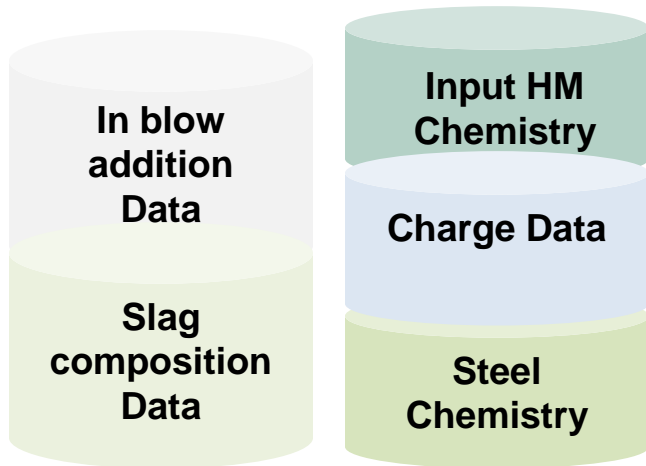 In blow
addition
Data
Slag
composition
Data
Input HM
Chemistry
Charge Data
Steel
Chemistry